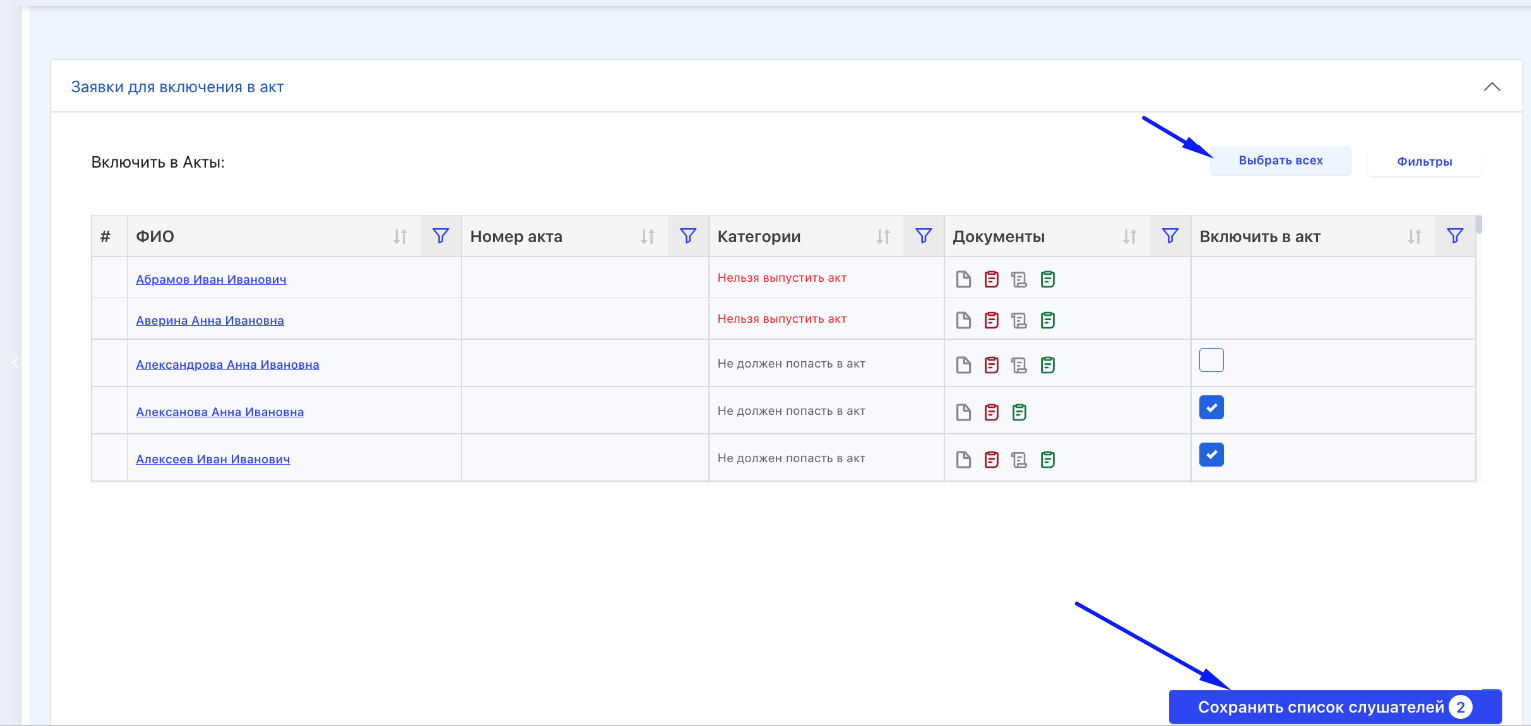 Заявки для включения в акт
Включить в Акты:
Выбрать всех
Фильтры
# ФИО Номер акта Категории Документы Включить в акт
Абрамов Иван Иванович Нельзя выпустить акт
Аверина Анна Ивановна Нельзя выпустить акт
Александрова Анна Ивановна Не должен попасть в акт
Алексанова Анна Ивановна Не должен попасть в акт
Алексеев Иван Иванович Не должен попасть в акт
Сохранить список слушателей 2